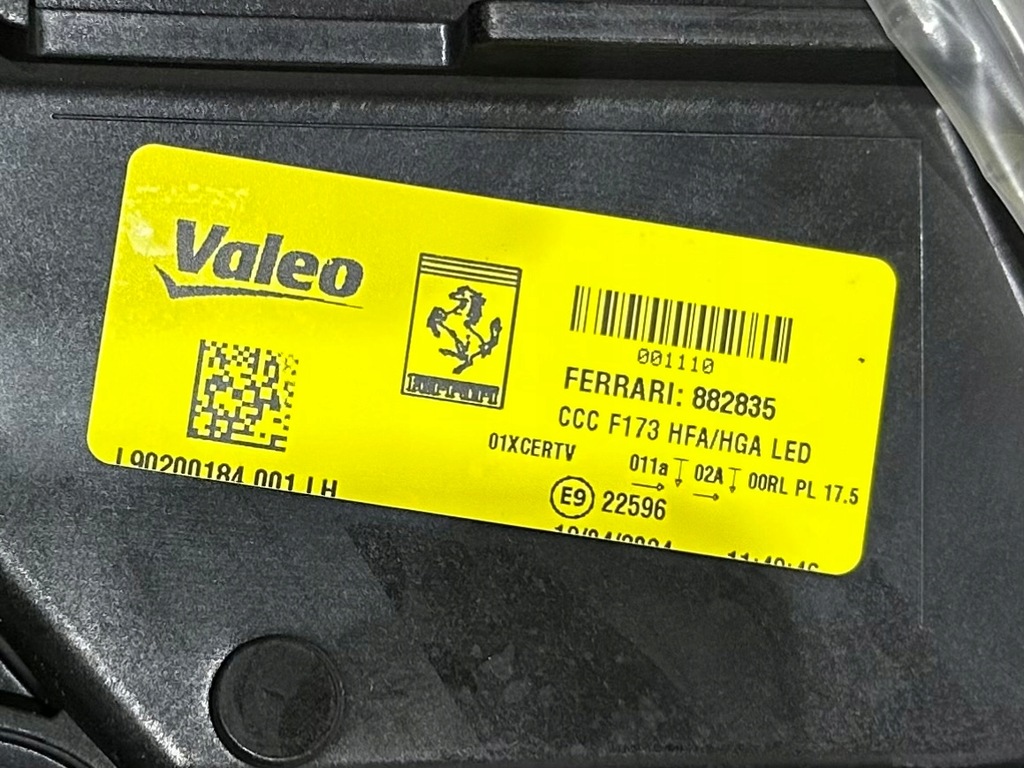 Valeo
Ferrari
001110
FERRARI: 882835
CCC F173 HFA/HGA LED
01XCERTV
011a 02A 00RL PL 17.5
L90200184.001 LH
E9 22596